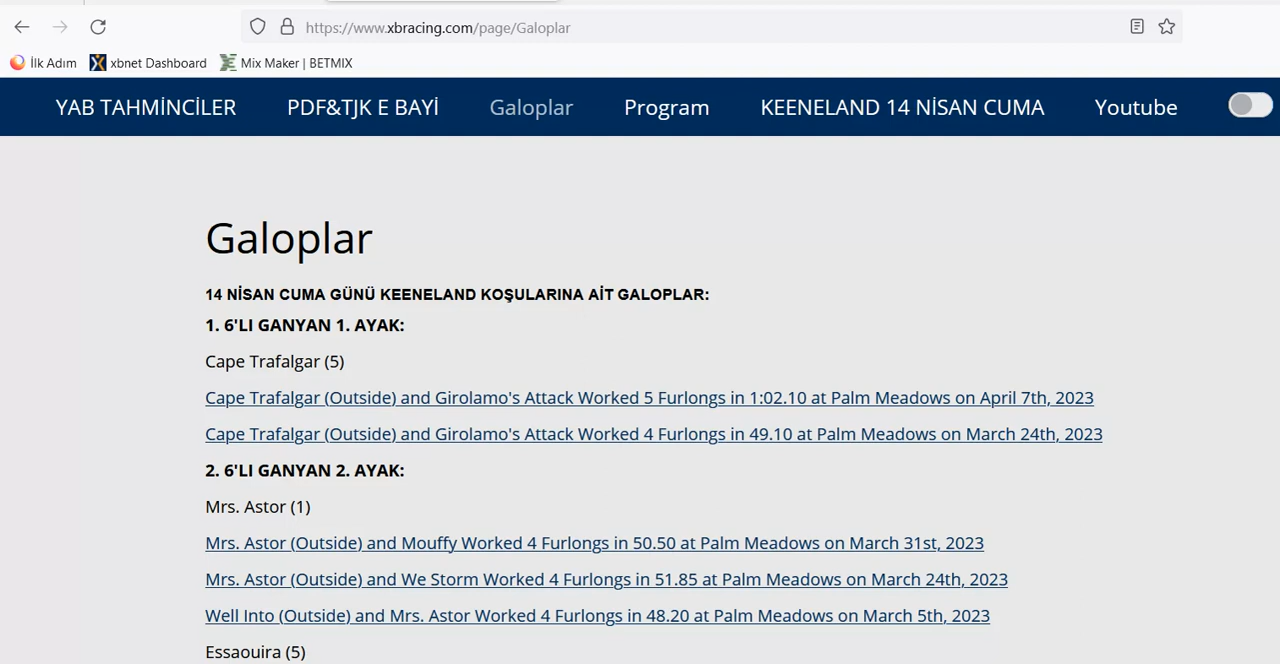 https://www.xbracing.com/page/Galoplar
İlk Adım xbnet Dashboard Mix Maker | BETMIX
YAB TAHMİNCİLER PDF&TJK E BAYİ Galoplar Program KEENELAND 14 NİSAN CUMA Youtube
Galoplar
14 NİSAN CUMA GÜNÜ KEENELAND KOŞULARINA AİT GALOPLAR:
1. 6'LI GANYAN 1. AYAK:
Cape Trafalgar (5)
Cape Trafalgar (Outside) and Girolamo's Attack Worked 5 Furlongs in 1:02.10 at Palm Meadows on April 7th, 2023
Cape Trafalgar (Outside) and Girolamo's Attack Worked 4 Furlongs in 49.10 at Palm Meadows on March 24th, 2023
2. 6'LI GANYAN 2. AYAK:
Mrs. Astor (1)
Mrs. Astor (Outside) and Mouffy Worked 4 Furlongs in 50.50 at Palm Meadows on March 31st, 2023
Mrs. Astor (Outside) and We Storm Worked 4 Furlongs in 51.85 at Palm Meadows on March 24th, 2023
Well Into (Outside) and Mrs. Astor Worked 4 Furlongs in 48.20 at Palm Meadows on March 5th, 2023
Essaouira (5)